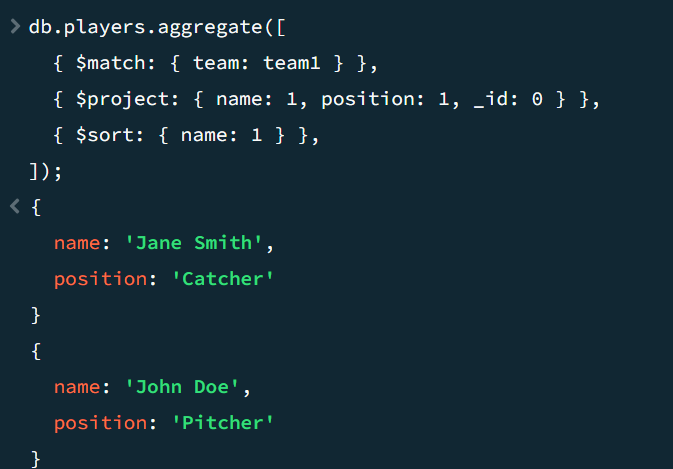 db.players.aggregate([
{ $match: { team: team1 } },
{ $project: { name: 1, position: 1, _id: 0 } },
{ $sort: { name: 1 } },
]);
{
name: 'Jane Smith',
position: 'Catcher'
}
{
name: 'John Doe',
position: 'Pitcher'
}